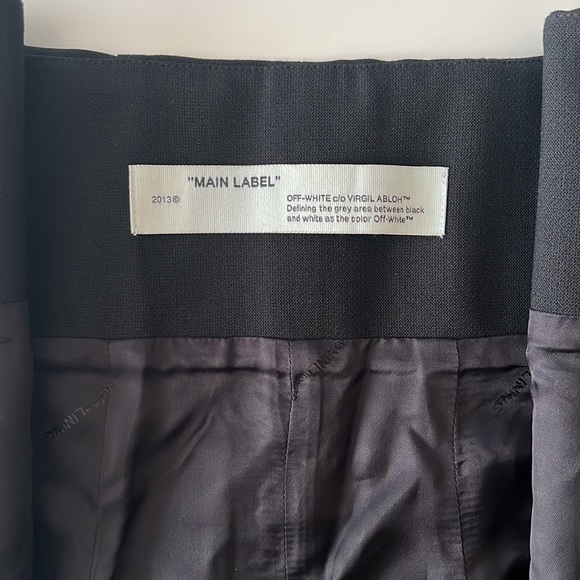 "MAIN LABEL"
2013©
OFF-WHITE c/o VIRGIL ABLOH™
Defining the grey area between black
and white as the color Off-White™
LINING